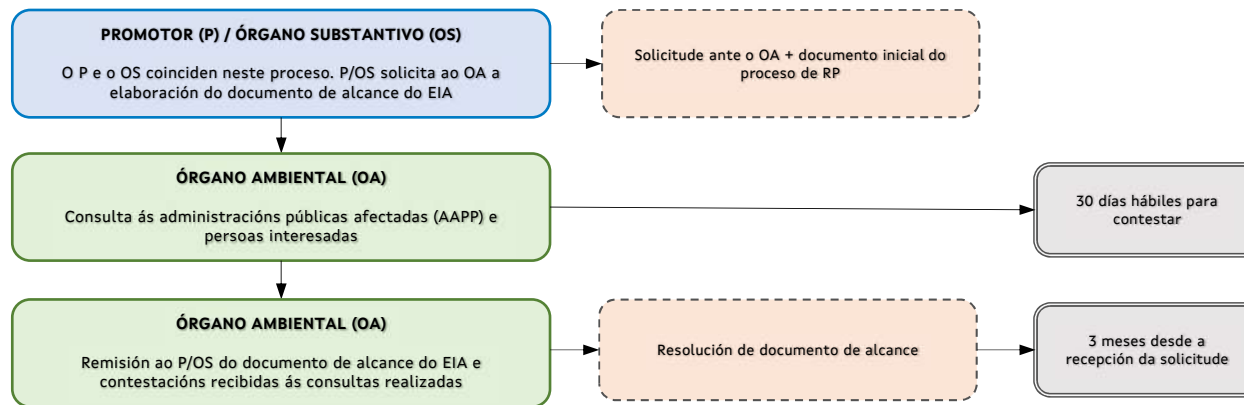 PROMOTOR (P) / ÓRGANO SUBSTANTIVO (OS)
O P e o OS coinciden neste proceso. P/OS solicita ao OA a
elaboración do documento de alcance do EIA
Solicitude ante o OA + documento inicial do
proceso de RP
ÓRGANO AMBIENTAL (OA)
Consulta ás administracións públicas afectadas (AAPP) e
persoas interesadas
30 días hábiles para
contestar
ÓRGANO AMBIENTAL (OA)
Remisión ao P/OS do documento de alcance do EIA e
contestacións recibidas ás consultas realizadas
Resolución de documento de alcance
3 meses desde a
recepción da solicitude